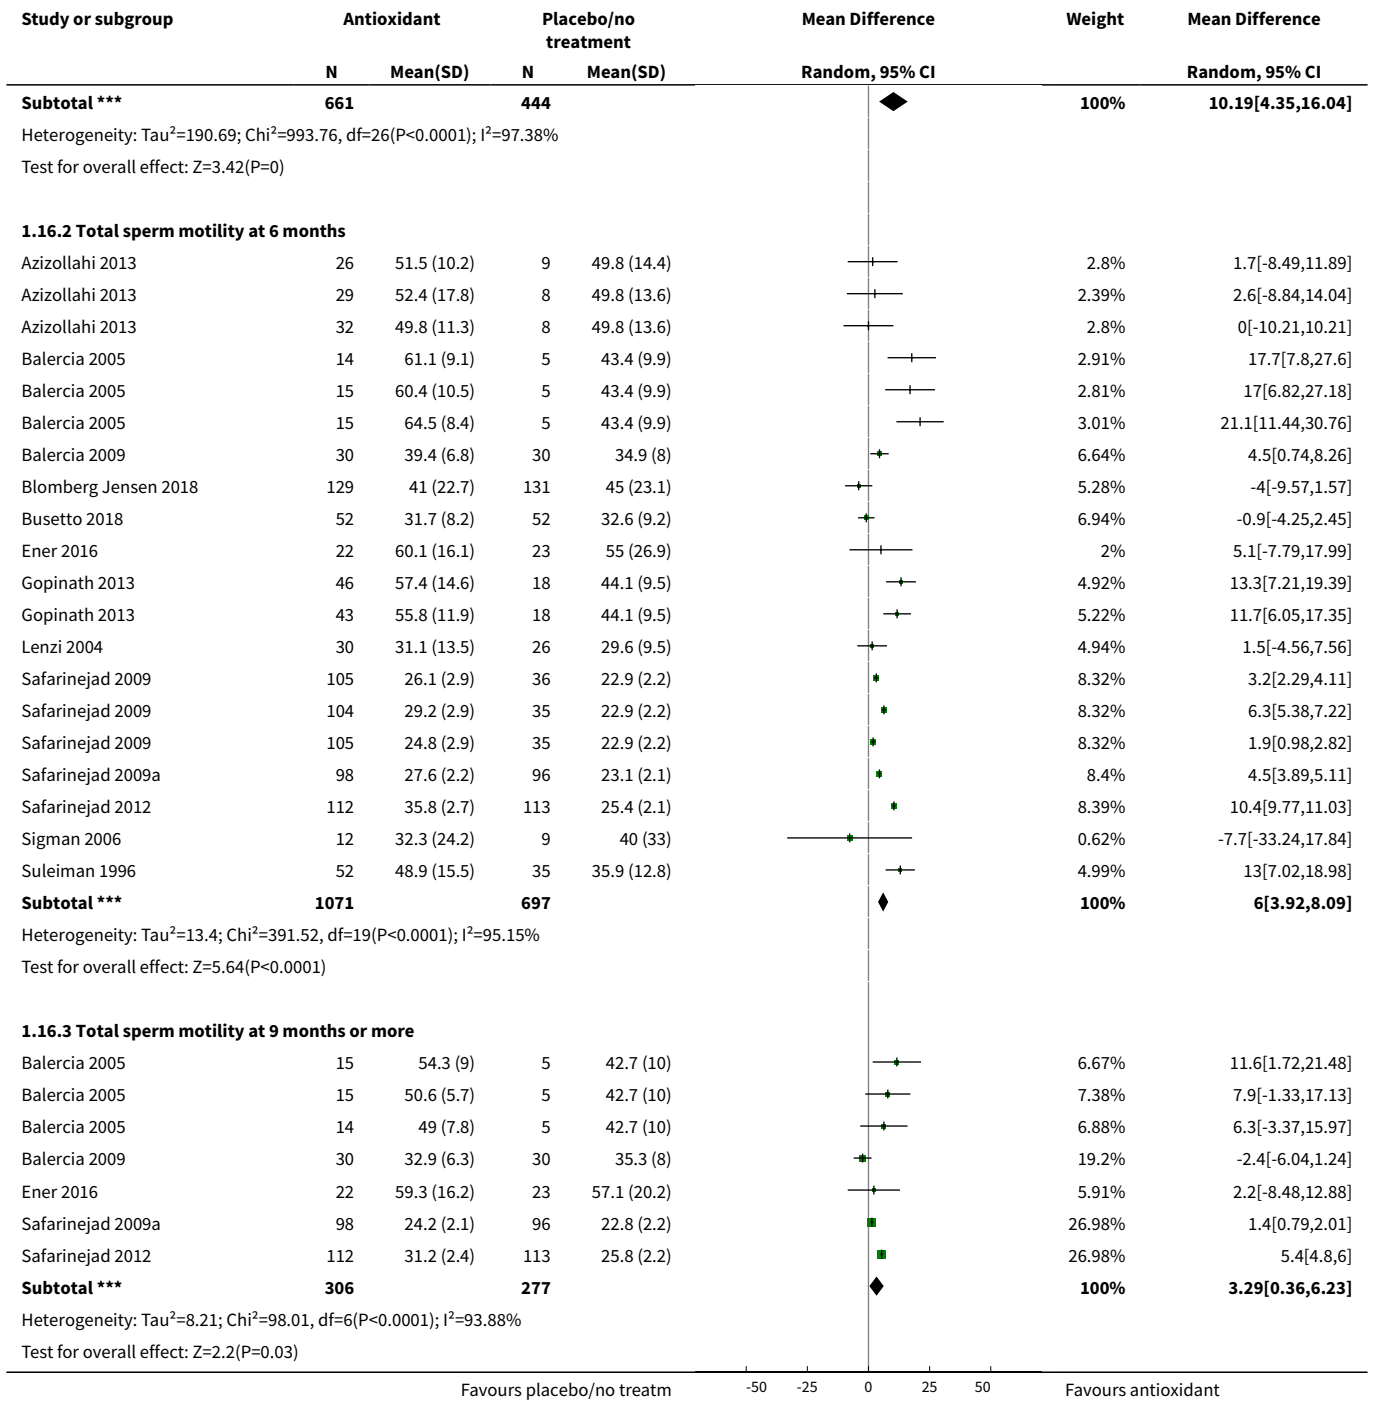 Study or subgroup Antioxidant Placebo/no treatment Mean Difference Weight Mean Difference
N Mean(SD) N Mean(SD) Random, 95% CI Random, 95% CI
Subtotal *** 661 444 100% 10.19[4.35,16.04]
Heterogeneity: Tau²=190.69; Chi²=993.76, df=26(P<0.0001); I²=97.38%
Test for overall effect: Z=3.42(P=0)
1.16.2 Total sperm motility at 6 months
Azizollahi 2013 26 51.5 (10.2) 9 49.8 (14.4) 2.8% 1.7[-8.49,11.89]
Azizollahi 2013 29 52.4 (17.8) 8 49.8 (13.6) 2.39% 2.6[-8.84,14.04]
Azizollahi 2013 32 49.8 (11.3) 8 49.8 (13.6) 2.8% 0[-10.21,10.21]
Balercia 2005 14 61.1 (9.1) 5 43.4 (9.9) 2.91% 17.7[7.8,27.6]
Balercia 2005 15 60.4 (10.5) 5 43.4 (9.9) 2.81% 17[6.82,27.18]
Balercia 2005 15 64.5 (8.4) 5 43.4 (9.9) 3.01% 21.1[11.44,30.76]
Balercia 2009 30 39.4 (6.8) 30 34.9 (8) 6.64% 4.5[0.74,8.26]
Blomberg Jensen 2018 129 41 (22.7) 131 45 (23.1) 5.28% -4[-9.57,1.57]
Busetto 2018 52 31.7 (8.2) 52 32.6 (9.2) 6.94% -0.9[-4.25,2.45]
Ener 2016 22 60.1 (16.1) 23 55 (26.9) 2% 5.1[-7.79,17.99]
Gopinath 2013 46 57.4 (14.6) 18 44.1 (9.5) 4.92% 13.3[7.21,19.39]
Gopinath 2013 43 55.8 (11.9) 18 44.1 (9.5) 5.22% 11.7[6.05,17.35]
Lenzi 2004 30 31.1 (13.5) 26 29.6 (9.5) 4.94% 1.5[-4.56,7.56]
Safarinejad 2009 105 26.1 (2.9) 36 22.9 (2.2) 8.32% 3.2[2.29,4.11]
Safarinejad 2009 104 29.2 (2.9) 35 22.9 (2.2) 8.32% 6.3[5.38,7.22]
Safarinejad 2009 105 24.8 (2.9) 35 22.9 (2.2) 8.32% 1.9[0.98,2.82]
Safarinejad 2009a 98 27.6 (2.2) 96 23.1 (2.1) 8.4% 4.5[3.89,5.11]
Safarinejad 2012 112 35.8 (2.7) 113 25.4 (2.1) 8.39% 10.4[9.77,11.03]
Sigman 2006 12 32.3 (24.2) 9 40 (33) 0.62% -7.7[-33.24,17.84]
Suleiman 1996 52 48.9 (15.5) 35 35.9 (12.8) 4.99% 13[7.02,18.98]
Subtotal *** 1071 697 100% 6[3.92,8.09]
Heterogeneity: Tau²=13.4; Chi²=391.52, df=19(P<0.0001); I²=95.15%
Test for overall effect: Z=5.64(P<0.0001)
1.16.3 Total sperm motility at 9 months or more
Balercia 2005 15 54.3 (9) 5 42.7 (10) 6.67% 11.6[1.72,21.48]
Balercia 2005 15 50.6 (5.7) 5 42.7 (10) 7.38% 7.9[-1.33,17.13]
Balercia 2005 14 49 (7.8) 5 42.7 (10) 6.88% 6.3[-3.37,15.97]
Balercia 2009 30 32.9 (6.3) 30 35.3 (8) 19.2% -2.4[-6.04,1.24]
Ener 2016 22 59.3 (16.2) 23 57.1 (20.2) 5.91% 2.2[-8.48,12.88]
Safarinejad 2009a 98 24.2 (2.1) 96 22.8 (2.2) 26.98% 1.4[0.79,2.01]
Safarinejad 2012 112 31.2 (2.4) 113 25.8 (2.2) 26.98% 5.4[4.8,6]
Subtotal *** 306 277 100% 3.29[0.36,6.23]
Heterogeneity: Tau²=8.21; Chi²=98.01, df=6(P<0.0001); I²=93.88%
Test for overall effect: Z=2.2(P=0.03)
Favours placebo/no treatm -50 -25 0 25 50 Favours antioxidant